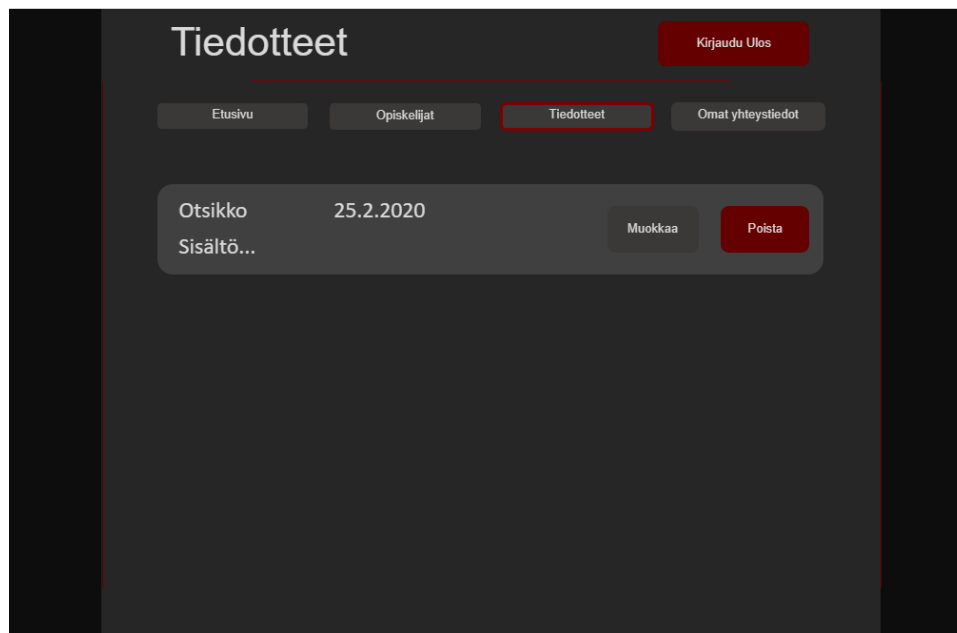 Tiedotteet
Kirjaudu Ulos
Etusivu
Opiskelijat
Tiedotteet
Omat yhteystiedot
Otsikko 25.2.2020
Sisältö...
Muokkaa
Poista